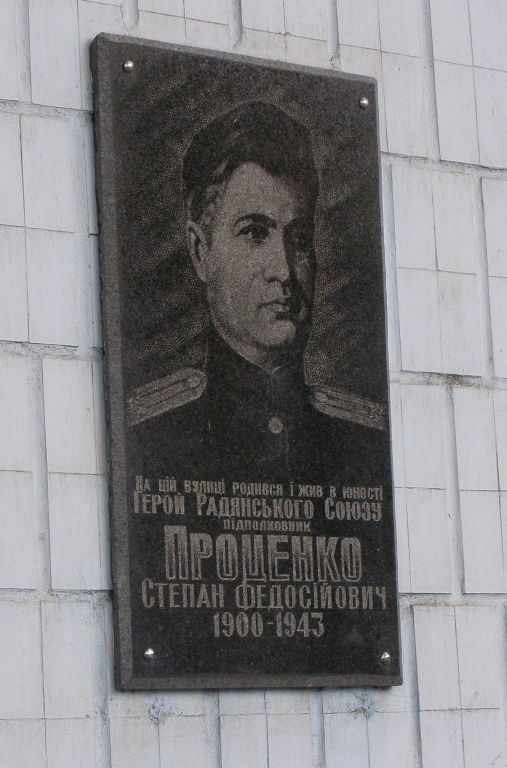 На цій вулиці родився і жив в юності
Герой Радянського Союзу
підполковник
Проценко
Степан Федосійович
1900-1943